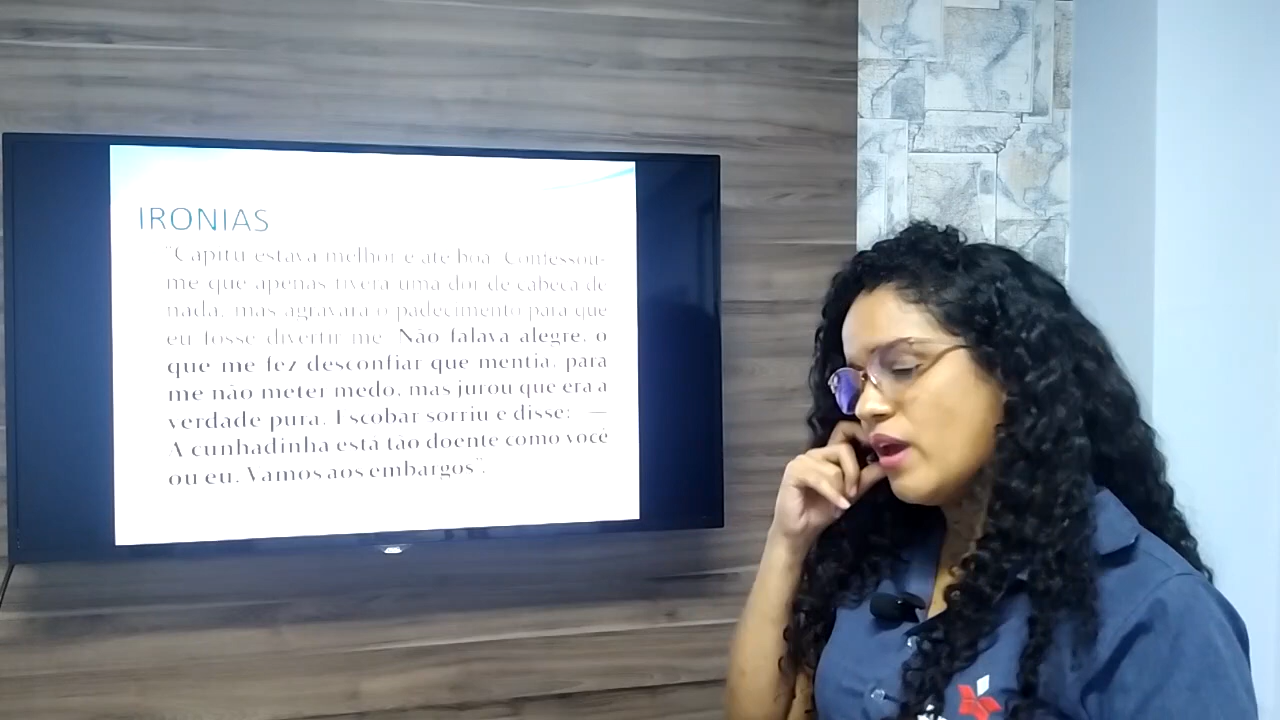 IRONIAS
"Capitu estava melhor e até boa. Confessou-
me que apenas tivera uma dor de cabeça de
nada, mas agravara o padecimento para que
eu fosse divertir me. Não falava alegre, o
que me fez desconfiar que mentia, para
me não meter medo, mas jurou que era a
verdade pura. Escobar sorriu e disse: —
A cunhadinha está tão doente como você
ou eu. Vamos aos embargos".